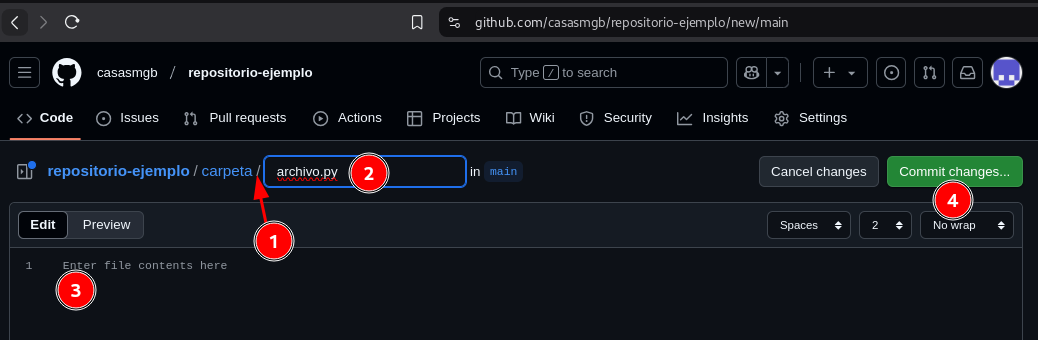 github.com/casasmgb/repositorio-ejemplo/new/main
casasmgb / repositorio-ejemplo
Type / to search
Code Issues Pull requests Actions Projects Wiki Security Insights Settings
repositorio-ejemplo / carpeta / archivo.py 2 in main Cancel changes Commit changes...
4
Edit Preview Spaces 2 No wrap
1
1 Enter file contents here
3